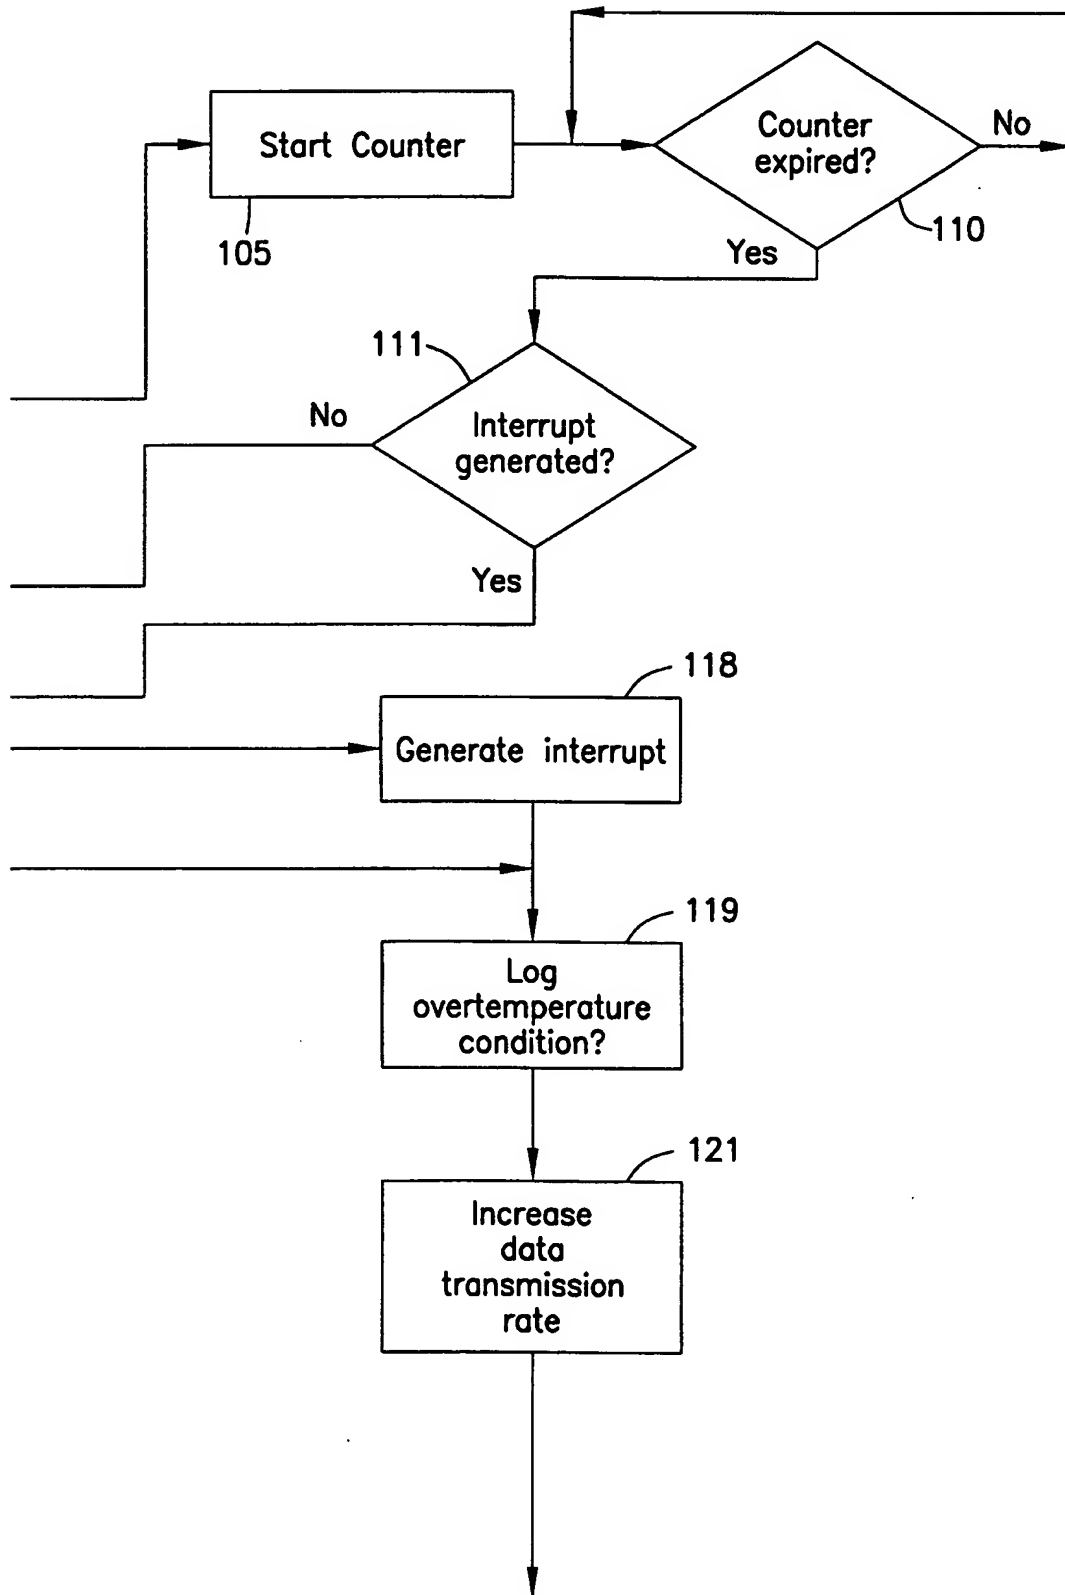 Start Counter
105
Counter
expired?
No
110
Yes
111
No
Interrupt
generated?
Yes
118
Generate interrupt
119
Log
overtemperature
condition?
121
Increase
data
transmission
rate